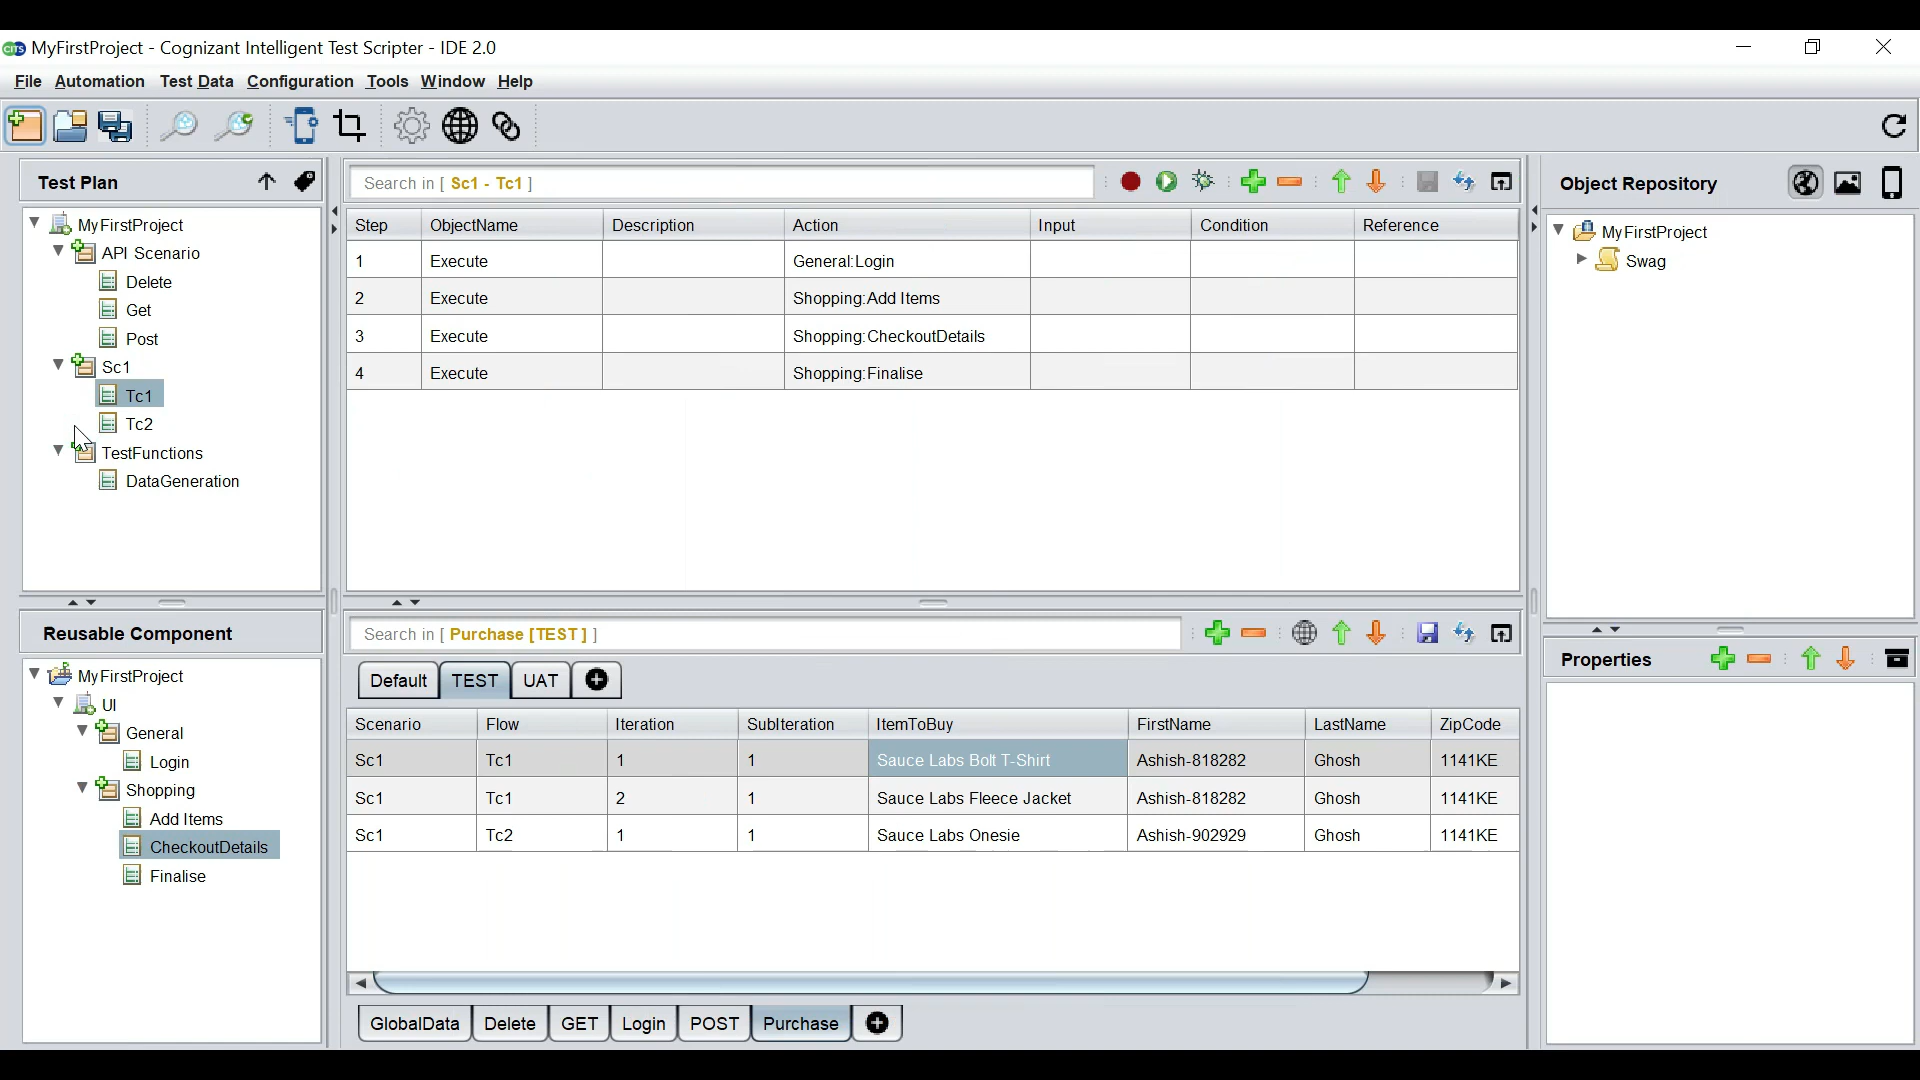 MyFirstProject - Cognizant Intelligent Test Scripter - IDE 2.0
File Automation Test Data Configuration Tools Window Help
Test Plan
MyFirstProject
API Scenario
Delete
Get
Post
Sc1
Tc1
Tc2
TestFunctions
DataGeneration
Search in [ Sc1 - Tc1 ]
Step ObjectName Description Action Input Condition Reference
1 Execute General:Login
2 Execute Shopping:Add Items
3 Execute Shopping:CheckoutDetails
4 Execute Shopping:Finalise
Object Repository
MyFirstProject
Swag
Reusable Component
MyFirstProject
UI
General
Login
Shopping
Add Items
CheckoutDetails
Finalise
Search in [ Purchase [TEST] ]
Default TEST UAT
Scenario Flow Iteration SubIteration ItemToBuy FirstName LastName ZipCode
Sc1 Tc1 1 1 Sauce Labs Bolt T-Shirt Ashish-818282 Ghosh 1141KE
Sc1 Tc1 2 1 Sauce Labs Fleece Jacket Ashish-818282 Ghosh 1141KE
Sc1 Tc2 1 1 Sauce Labs Onesie Ashish-902929 Ghosh 1141KE
GlobalData Delete GET Login POST Purchase
Properties